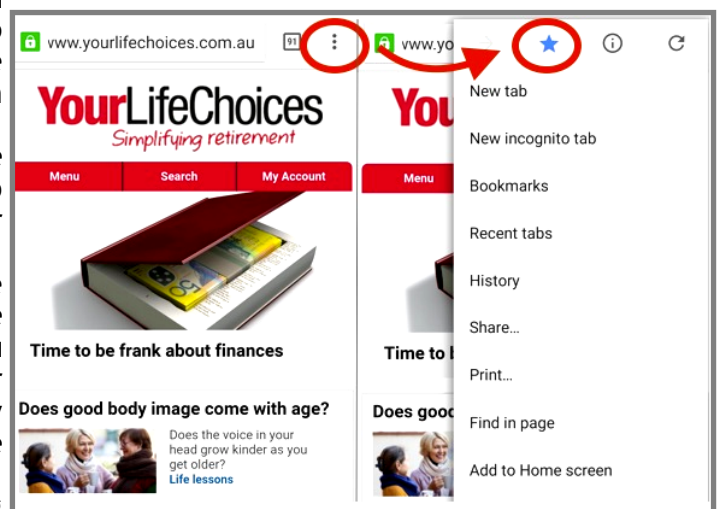 www.yourlifechoices.com.au
91
YourLifeChoices
Simplifying retirement
Menu
Search
My Account
50
Time to be frank about finances
Does good body image come with age?
Does the voice in your
head grow kinder as you
get older?
Life lessons
www.yo
You
Menu
Time to b
Does good
New tab
New incognito tab
Bookmarks
Recent tabs
History
Share...
Print...
Find in page
Add to Home screen